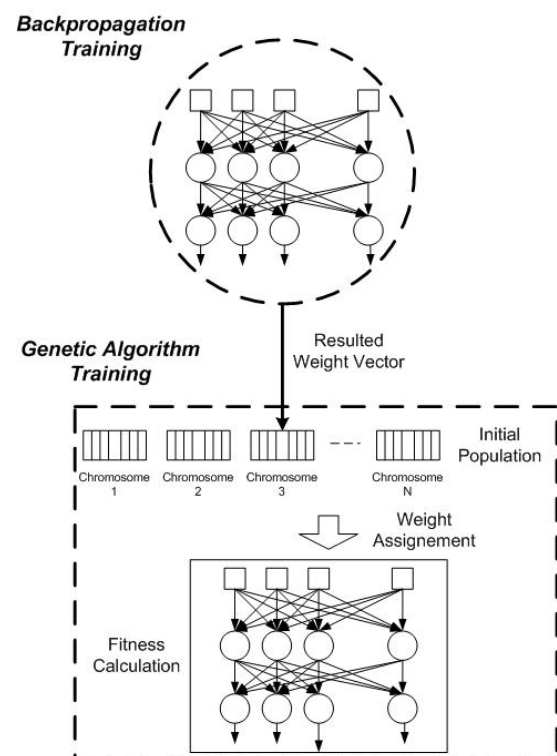 Backpropagation
Training
Resulted
Weight Vector
Genetic Algorithm
Training
Initial
Population
Chromosome
1
Chromosome
2
Chromosome
3
Chromosome
N
Weight
Assignement
Fitness
Calculation